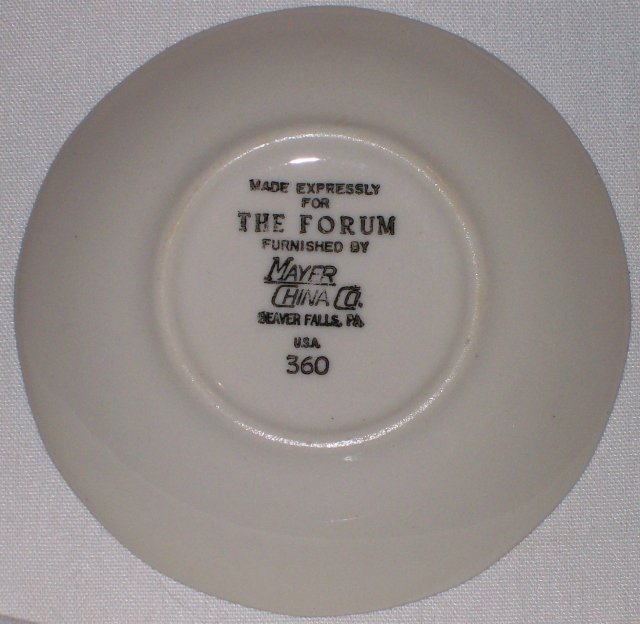 MADE EXPRESSLY
FOR
THE FORUM
FURNISHED BY
MAYER
CHINA CO.
BEAVER FALLS, PA.
U.S.A.
360